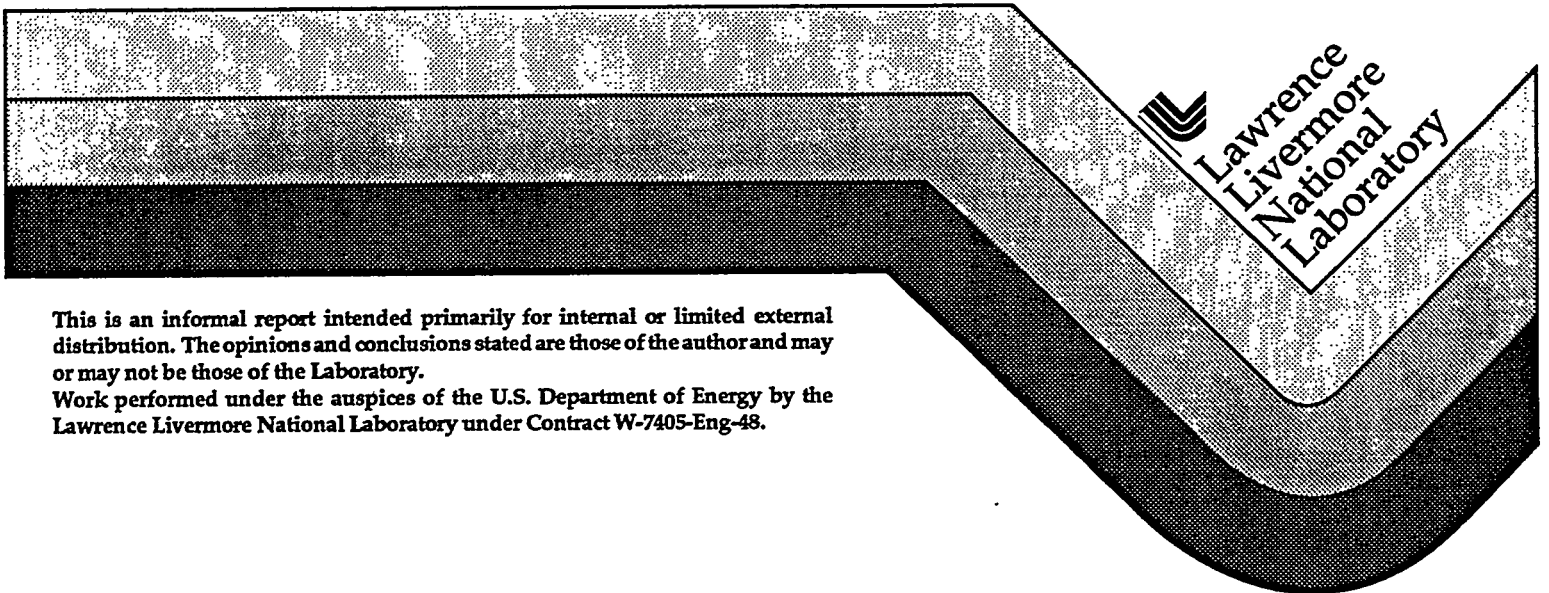 Lawrence
Livermore
National
Laboratory
This is an informal report intended primarily for internal or limited external
distribution. The opinions and conclusions stated are those of the author and may
or may not be those of the Laboratory.
Work performed under the auspices of the U.S. Department of Energy by the
Lawrence Livermore National Laboratory under Contract W-7405-Eng-48.